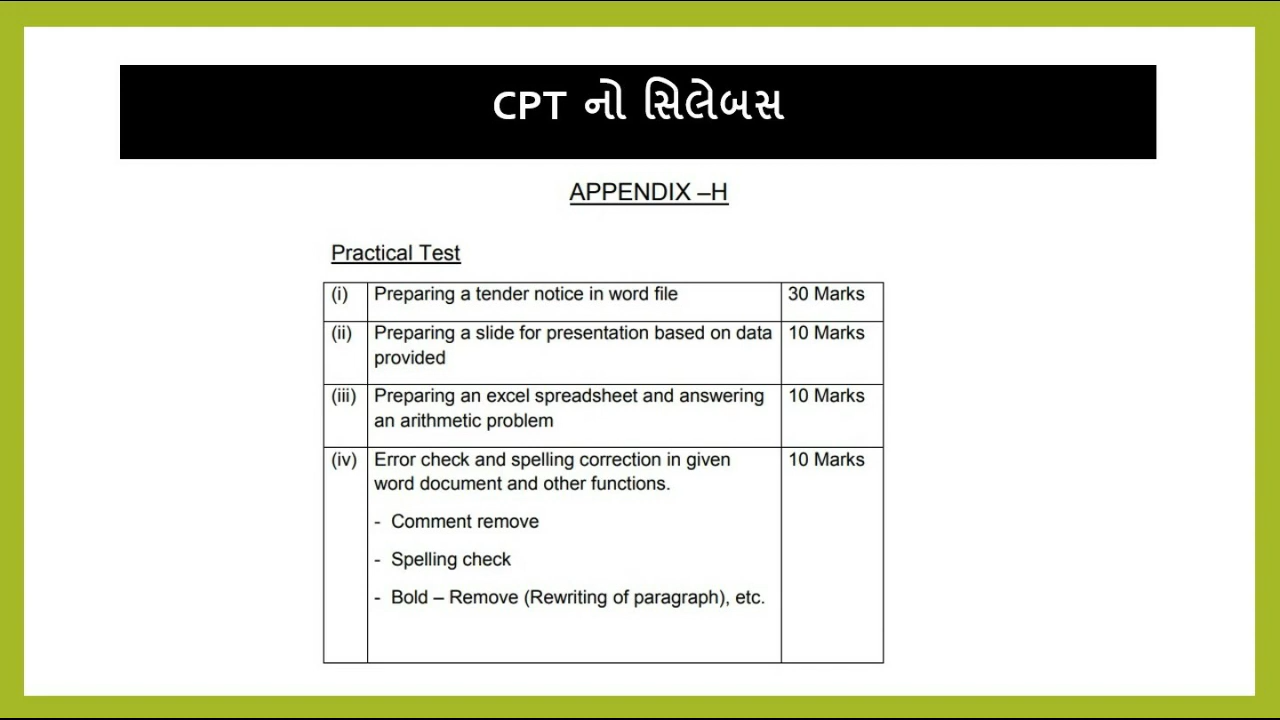 CPT નો સિલેબસ
APPENDIX –H
Practical Test
(i) Preparing a tender notice in word file 30 Marks
(ii) Preparing a slide for presentation based on data 10 Marks
provided
(iii) Preparing an excel spreadsheet and answering 10 Marks
an arithmetic problem
(iv) Error check and spelling correction in given 10 Marks
word document and other functions.
- Comment remove
- Spelling check
- Bold – Remove (Rewriting of paragraph), etc.